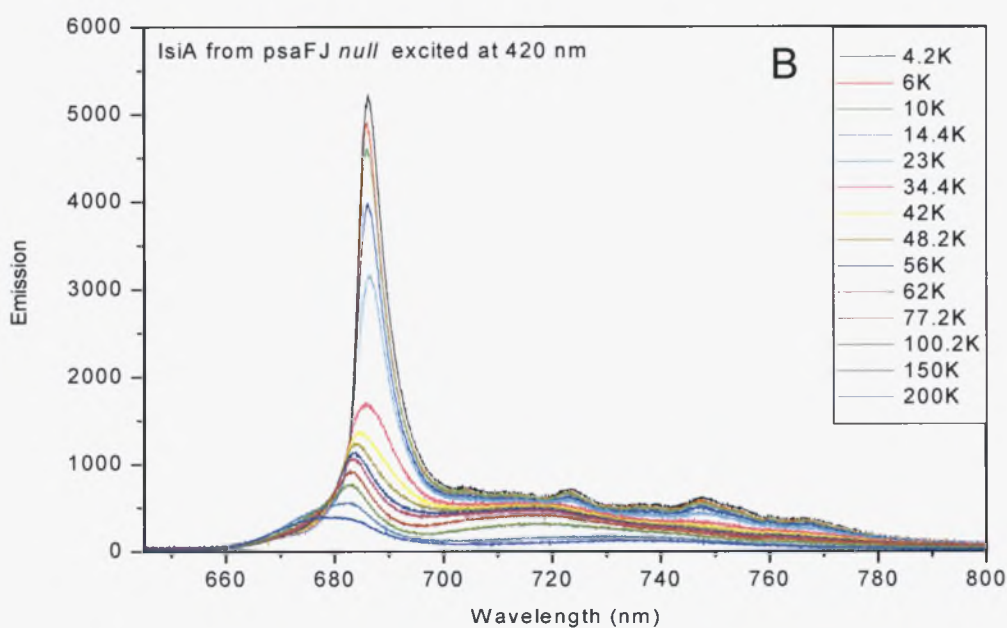 IsiA from psaFJ null excited at 420 nm
B
4.2K
6K
10K
14.4K
23K
34.4K
42K
48.2K
56K
62K
77.2K
100.2K
150K
200K
Emission
6000
5000
4000
3000
2000
1000
0
660 680 700 720 740 760 780 800
Wavelength (nm)